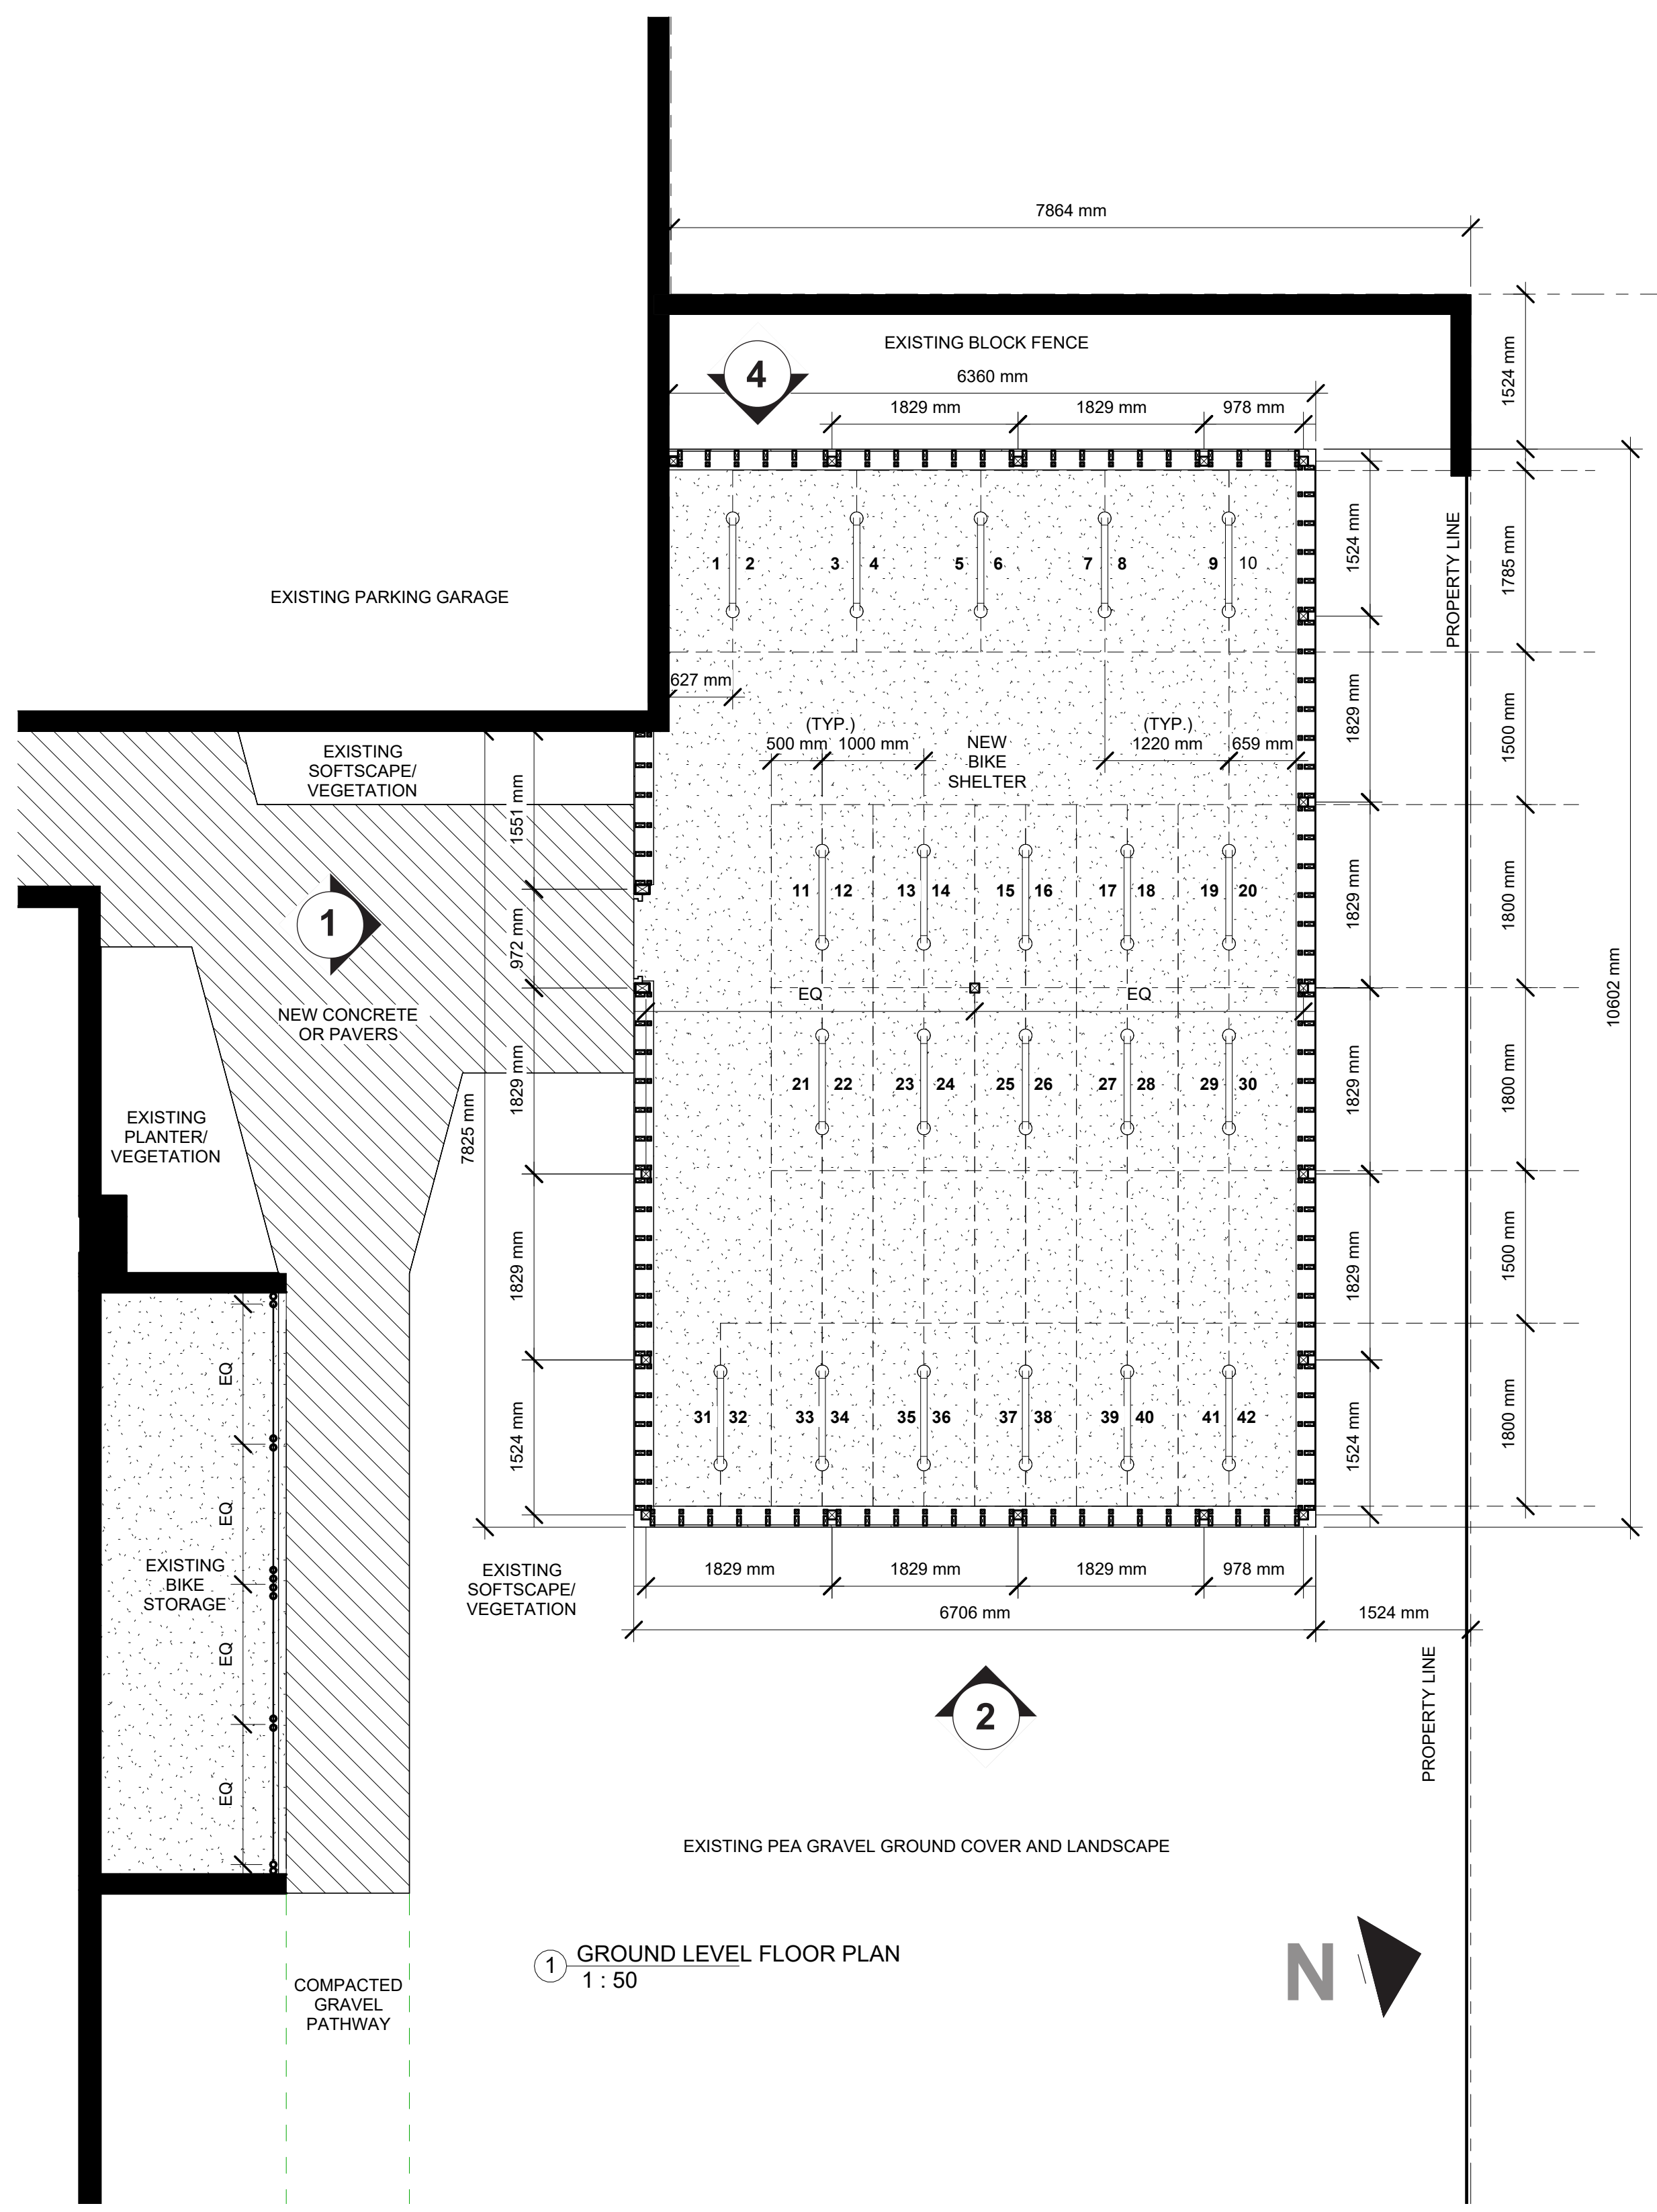 7864 mm
EXISTING BLOCK FENCE
4
6360 mm
1829 mm
1829 mm
978 mm
1524 mm
1524 mm
1785 mm
PROPERTY LINE
1 2 3 4 5 6 7 8 9 10
EXISTING PARKING GARAGE
627 mm
1829 mm
1500 mm
(TYP.)
500 mm 1000 mm
NEW
BIKE
SHELTER
(TYP.)
1220 mm 659 mm
EXISTING
SOFTSCAPE/
VEGETATION
1551 mm
11 12 13 14 15 16 17 18 19 20
1829 mm
1800 mm
1
972 mm
EQ
EQ
10602 mm
NEW CONCRETE
OR PAVERS
1829 mm
7825 mm
21 22 23 24 25 26 27 28 29 30
1829 mm
1800 mm
EXISTING
PLANTER/
VEGETATION
1829 mm
1829 mm
1500 mm
EQ
31 32 33 34 35 36 37 38 39 40 41 42
1524 mm
1524 mm
1800 mm
EQ
EXISTING
BIKE
STORAGE
EXISTING
SOFTSCAPE/
VEGETATION
1829 mm
1829 mm
1829 mm
978 mm
6706 mm
1524 mm
EQ
2
PROPERTY LINE
EQ
EXISTING PEA GRAVEL GROUND COVER AND LANDSCAPE
1 GROUND LEVEL FLOOR PLAN
1 : 50
N
COMPACTED
GRAVEL
PATHWAY